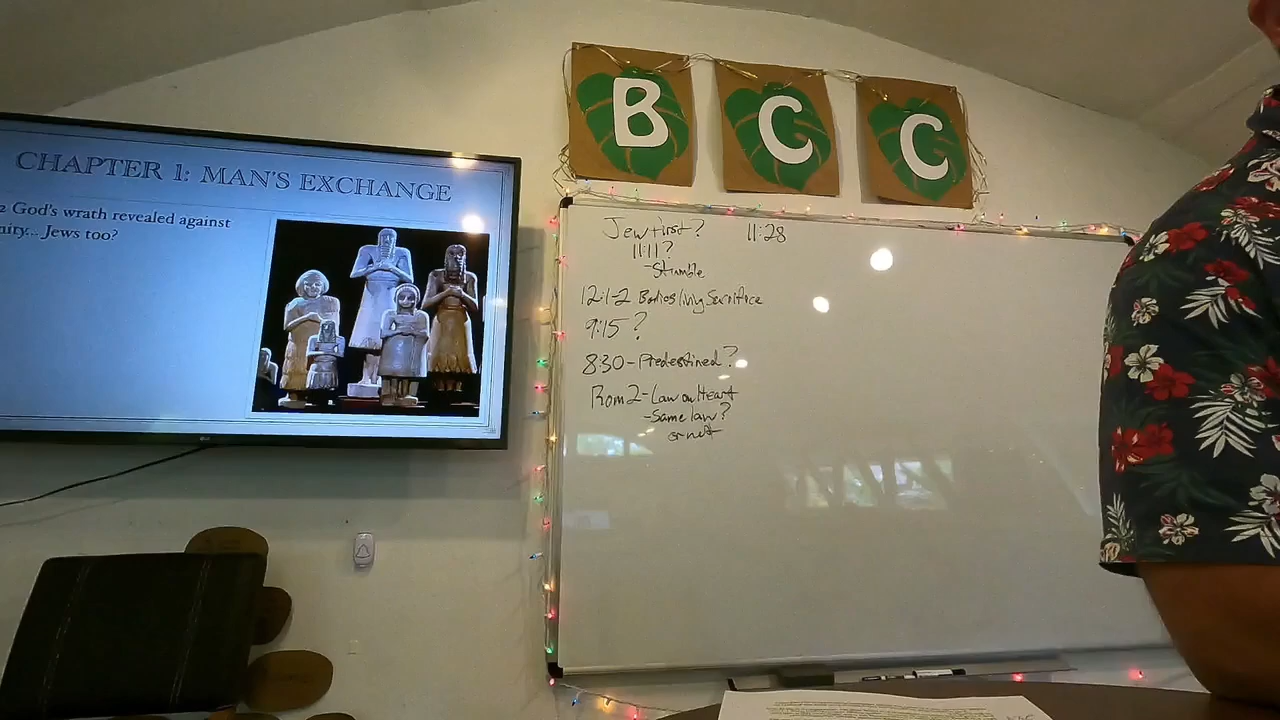 CHAPTER 1: MAN'S EXCHANGE
God's wrath revealed against
Jews too?
B C C
Jew first? 11:28
11:11?
-Stumble
12:1-2 Bodies living Sacrifice
9:15?
8:30-Predestined?
Rom 2-Law on Heart
-Same law?
or not
LG